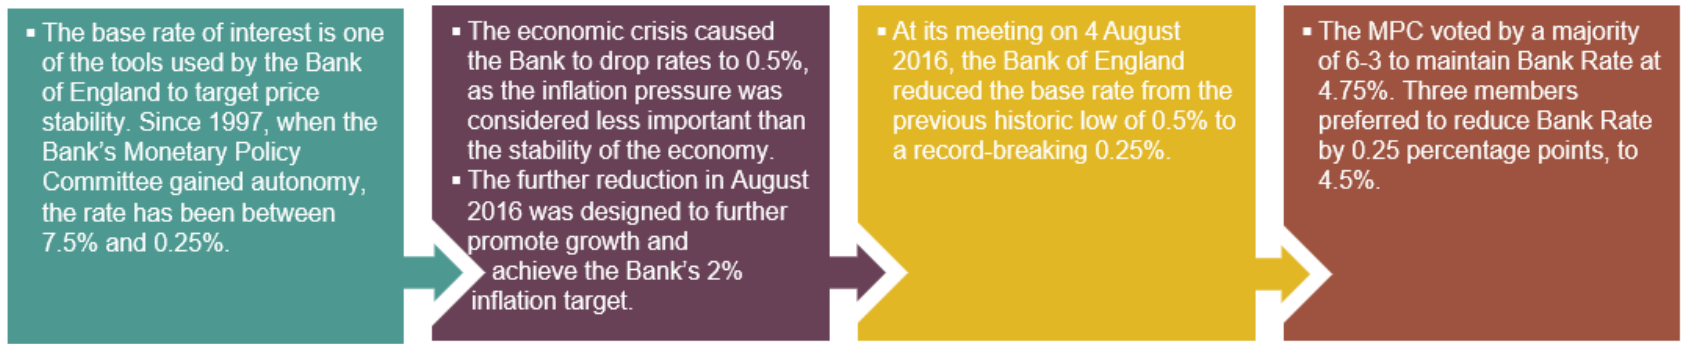 ▪ The base rate of interest is one
of the tools used by the Bank
of England to target price
stability. Since 1997, when the
Bank's Monetary Policy
Committee gained autonomy,
the rate has been between
7.5% and 0.25%.
▪ The economic crisis caused
the Bank to drop rates to 0.5%,
as the inflation pressure was
considered less important than
the stability of the economy.
▪ The further reduction in August
2016 was designed to further
promote growth and
achieve the Bank's 2%
inflation target.
▪ At its meeting on 4 August
2016, the Bank of England
reduced the base rate from the
previous historic low of 0.5% to
a record-breaking 0.25%.
▪ The MPC voted by a majority
of 6-3 to maintain Bank Rate at
4.75%. Three members
preferred to reduce Bank Rate
by 0.25 percentage points, to
4.5%.